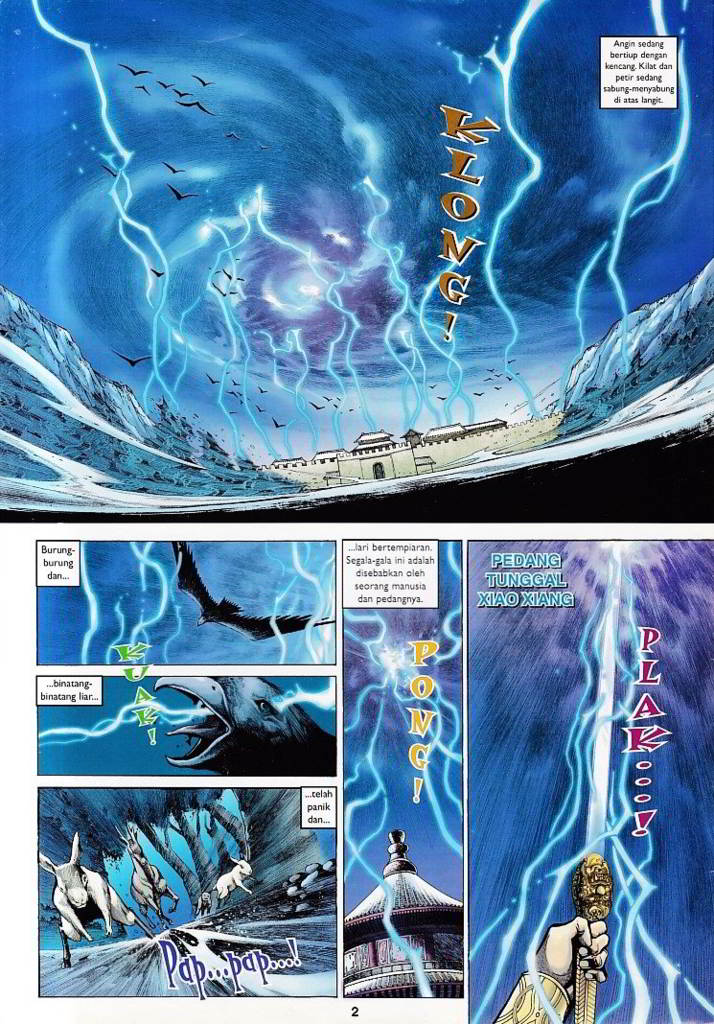 Angin sedang
bertiup dengan
kencang. Kilat dan
petir sedang
sabung-menyabung
di atas langit.
KLONG!
Burung-
burung
dan...
KUAK!
...binatang-
binatang liar...
...telah
panik
dan...
Pap...pap...!
...lari bertempiaran.
Segala-gala ini adalah
disebabkan oleh
seorang manusia
dan pedangnya.
PONG!
PEDANG
TUNGGAL
XIAO XIANG
PLAK...!
2